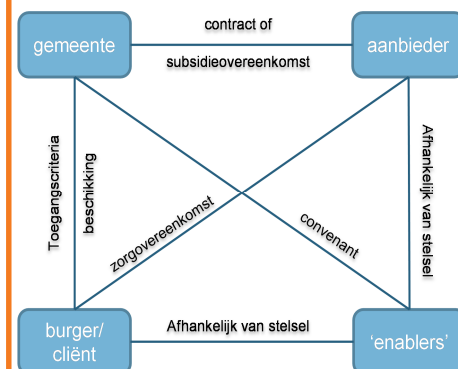 contract of
gemeente
aanbieder
subsidieovereenkomst
Toegangscriteria
beschikking
Afhankelijk van stelsel
zorgovereenkomst
convenant
burger/
cliënt
Afhankelijk van stelsel
'enablers'